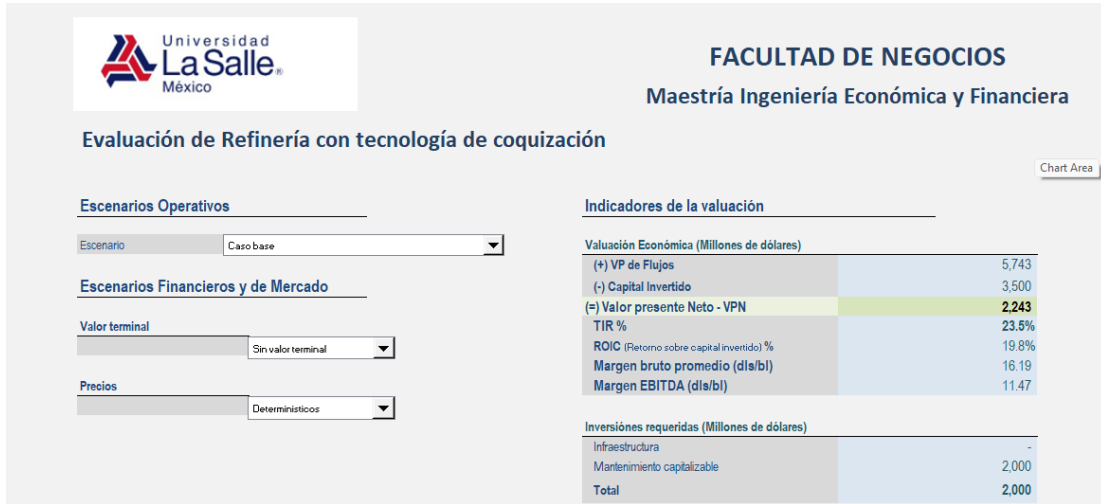 Universidad
La Salle®
México
FACULTAD DE NEGOCIOS
Maestría Ingeniería Económica y Financiera
Evaluación de Refinería con tecnología de coquización
Chart Area
Escenarios Operativos
Escenario Caso base
Escenarios Financieros y de Mercado
Valor terminal
Sin valor terminal
Precios
Deterministicos
Indicadores de la valuación
Valuación Económica (Millones de dólares)
(+) VP de Flujos 5,743
(-) Capital Invertido 3,500
(=) Valor presente Neto - VPN 2,243
TIR % 23.5%
ROIC (Retorno sobre capital invertido) % 19.8%
Margen bruto promedio (dls/bl) 16.19
Margen EBITDA (dls/bl) 11.47
Inversiónes requeridas (Millones de dólares)
Infraestructura -
Mantenimiento capitalizable 2,000
Total 2,000